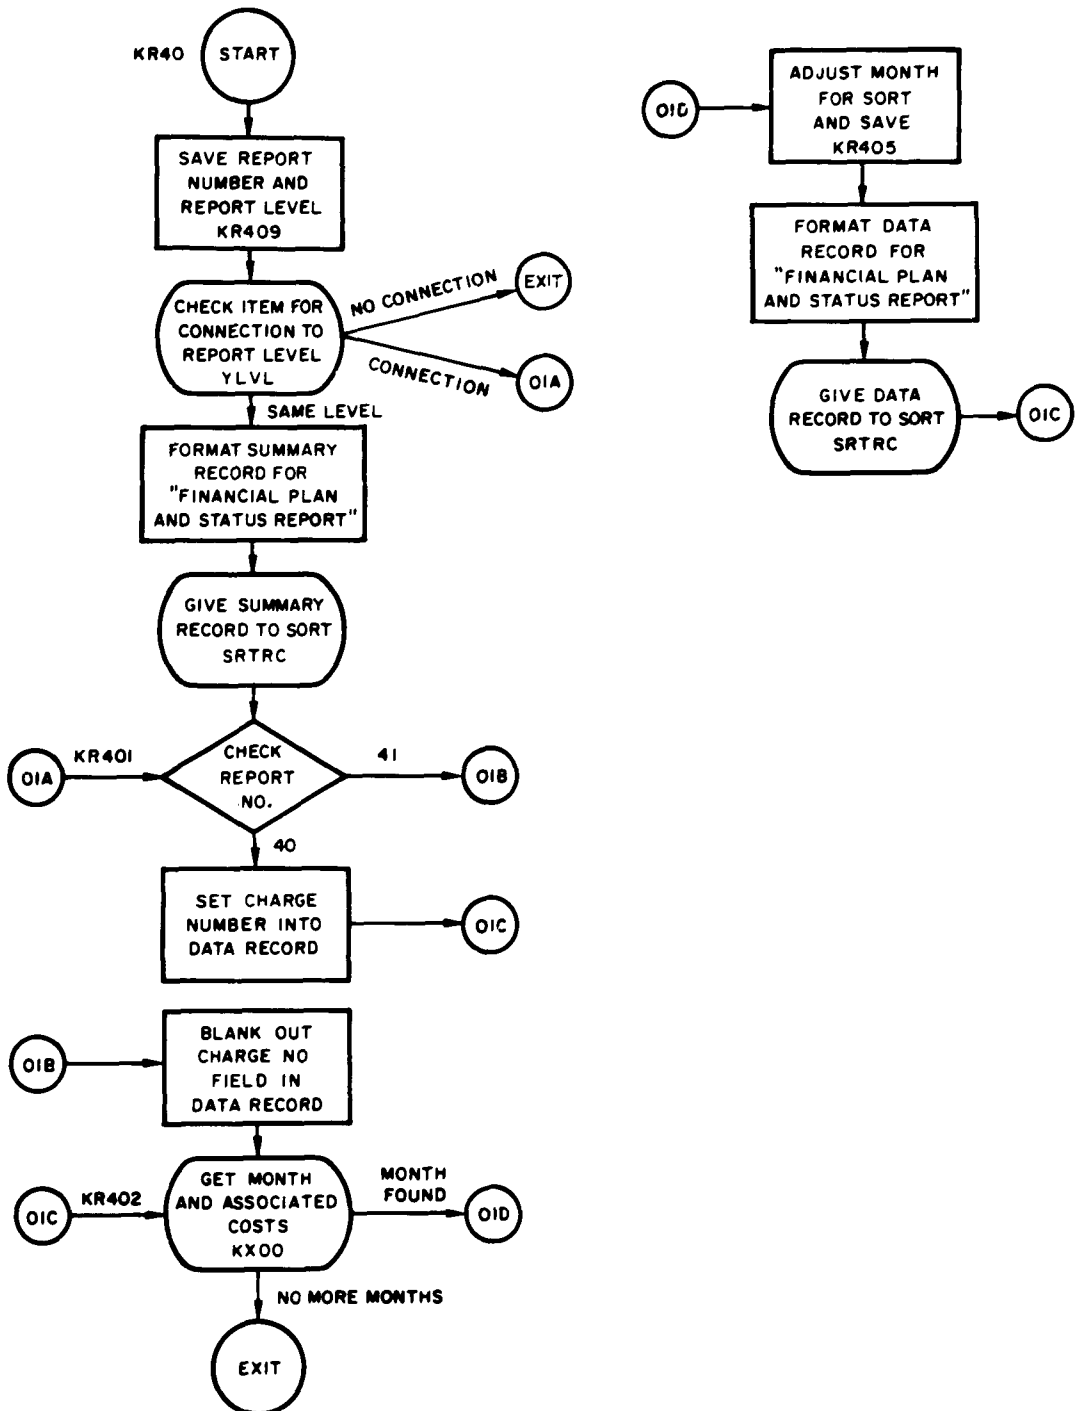 KR40
START
SAVE REPORT
NUMBER AND
REPORT LEVEL
KR409
CHECK ITEM FOR
CONNECTION TO
REPORT LEVEL
YLVL
NO CONNECTION
EXIT
CONNECTION
01A
SAME LEVEL
FORMAT SUMMARY
RECORD FOR
"FINANCIAL PLAN
AND STATUS REPORT"
GIVE SUMMARY
RECORD TO SORT
SRTRC
01A
KR401
CHECK
REPORT
NO.
41
01B
40
SET CHARGE
NUMBER INTO
DATA RECORD
01C
01B
BLANK OUT
CHARGE NO
FIELD IN
DATA RECORD
01C
KR402
GET MONTH
AND ASSOCIATED
COSTS
KX00
MONTH
FOUND
01D
NO MORE MONTHS
EXIT
01D
ADJUST MONTH
FOR SORT
AND SAVE
KR405
FORMAT DATA
RECORD FOR
"FINANCIAL PLAN
AND STATUS REPORT"
GIVE DATA
RECORD TO SORT
SRTRC
01C